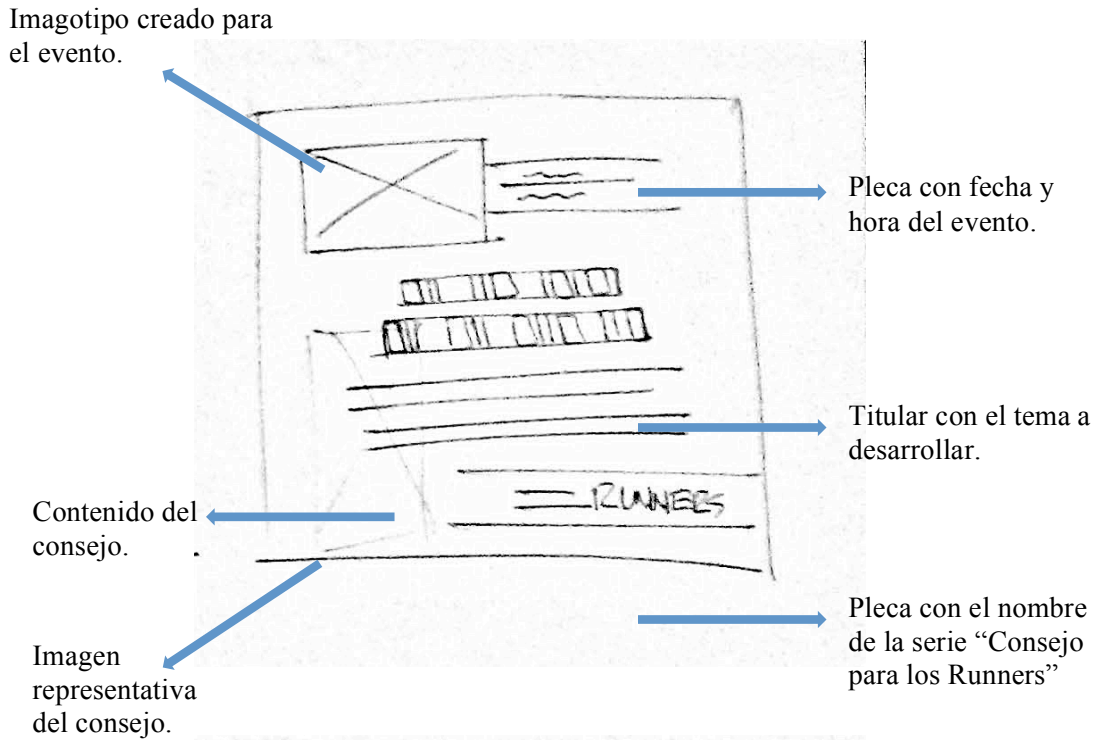 Imagotipo creado para
el evento.
Pleca con fecha y
hora del evento.
Titular con el tema a
desarrollar.
RUNNERS
Contenido del
consejo.
Pleca con el nombre
de la serie “Consejo
para los Runners”
Imagen
representativa
del consejo.